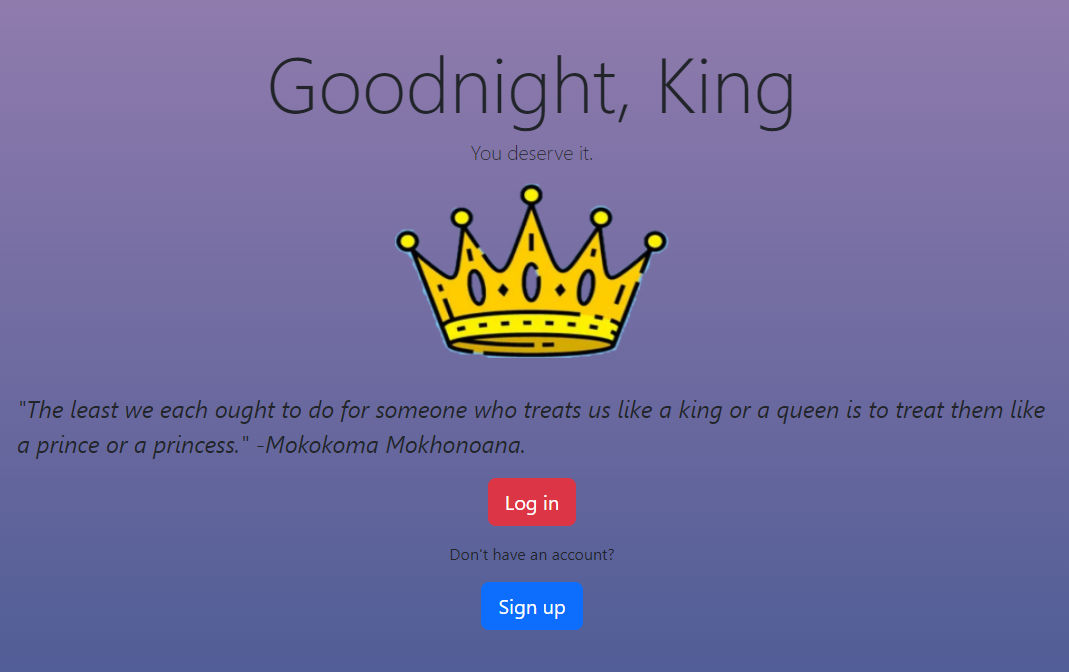 Goodnight, King
You deserve it.
"The least we each ought to do for someone who treats us like a king or a queen is to treat them like
a prince or a princess." -Mokokoma Mokhonoana.
Log in
Don't have an account?
Sign up